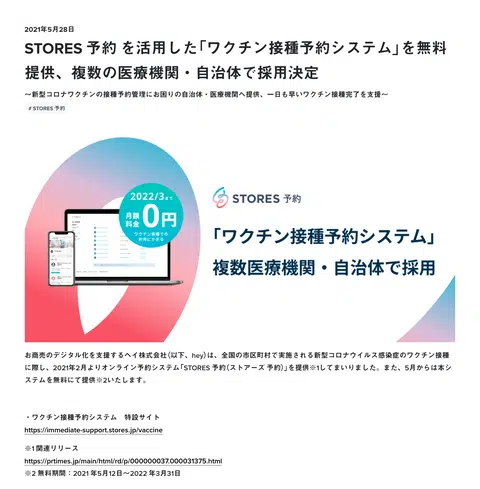 2021年5月28日
STORES 予約 を活用した「ワクチン接種予約システム」を無料
提供、複数の医療機関・自治体で採用決定
〜新型コロナワクチンの接種予約管理にお困りの自治体・医療機関へ提供、一日も早いワクチン接種完了を支援〜
# STORES 予約
2022/3まで
月額
料金
0円
ワクチン接種での
利用にかぎる
STORES 予約
「ワクチン接種予約システム」
複数医療機関・自治体で採用
お商売のデジタル化を支援するヘイ株式会社（以下、hey）は、全国の市区町村で実施される新型コロナウイルス感染症のワクチン接種
に際し、2021年2月よりオンライン予約システム「STORES 予約（ストアーズ 予約）」を提供※1してまいりました。また、5月からは本シ
ステムを無料にて提供※2いたします。
・ワクチン接種予約システム　特設サイト
https://immediate-support.stores.jp/vaccine
※1 関連リリース
https://prtimes.jp/main/html/rd/p/000000037.000031375.html
※2 無料期間：2021 年5月12日〜2022 年3月31日